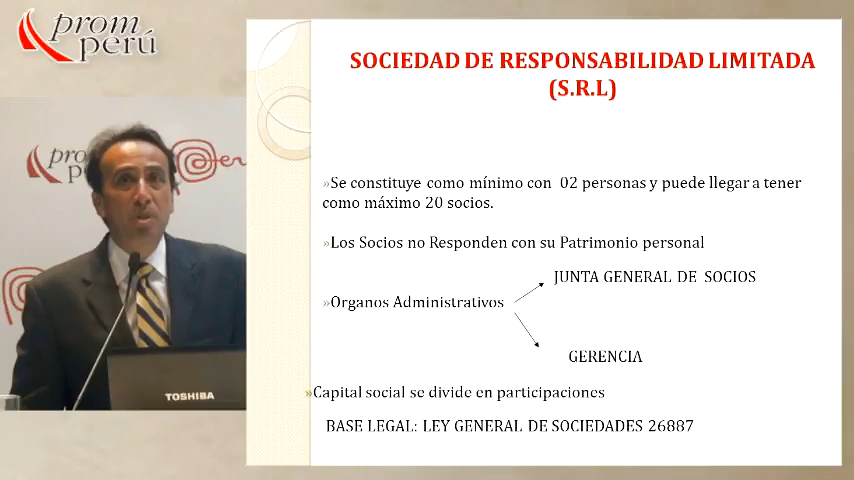 prom
perú
SOCIEDAD DE RESPONSABILIDAD LIMITADA
(S.R.L)
»Se constituye como mínimo con 02 personas y puede llegar a tener
como máximo 20 socios.
»Los Socios no Responden con su Patrimonio personal
JUNTA GENERAL DE SOCIOS
»Organos Administrativos
GERENCIA
»Capital social se divide en participaciones
BASE LEGAL: LEY GENERAL DE SOCIEDADES 26887
TOSHIBA